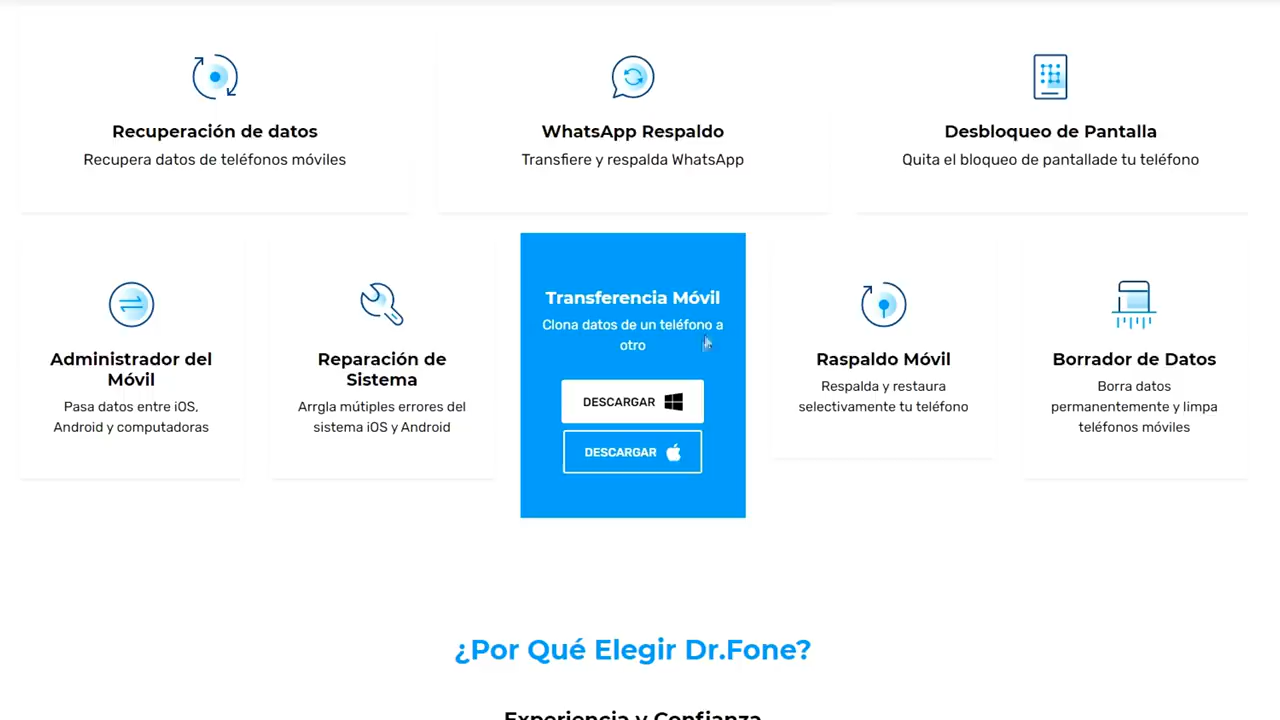 Recuperación de datos
Recupera datos de teléfonos móviles
WhatsApp Respaldo
Transfiere y respalda WhatsApp
Desbloqueo de Pantalla
Quita el bloqueo de pantallade tu teléfono
Administrador del
Móvil
Pasa datos entre iOS,
Android y computadoras
Reparación de
Sistema
Arrgla mútiples errores del
sistema iOS y Android
Transferencia Móvil
Clona datos de un teléfono a
otro
DESCARGAR
DESCARGAR
Raspaldo Móvil
Respalda y restaura
selectivamente tu teléfono
Borrador de Datos
Borra datos
permanentemente y limpa
teléfonos móviles
¿Por Qué Elegir Dr.Fone?
Experiencia y Confianza